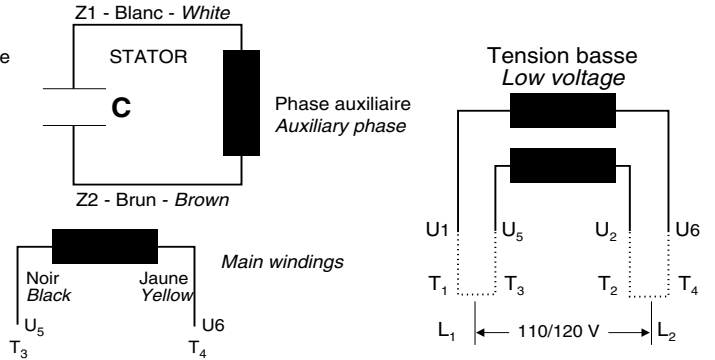 Z1 - Blanc - White
e
STATOR
C
Phase auxiliaire
Auxiliary phase
Z2 - Brun - Brown
Noir
Black
Jaune
Yellow
Main windings
U5
U6
T3
T4
Tension basse
Low voltage
U1 U5 U2 U6
T1 T3 T2 T4
L1 110/120 V L2